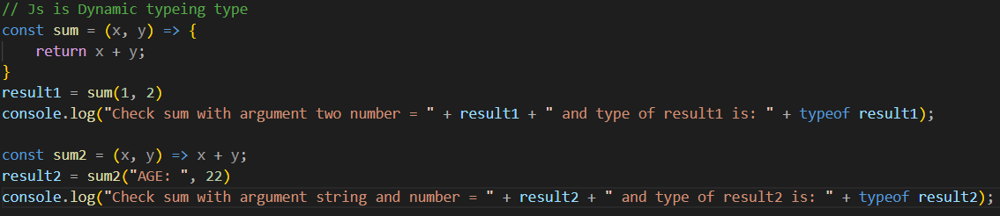 // Js is Dynamic typeing type
const sum = (x, y) => {
    return x + y;
}
result1 = sum(1, 2)
console.log("Check sum with argument two number = " + result1 + " and type of result1 is: " + typeof result1);

const sum2 = (x, y) => x + y;
result2 = sum2("AGE: ", 22)
console.log("Check sum with argument string and number = " + result2 + " and type of result2 is: " + typeof result2);